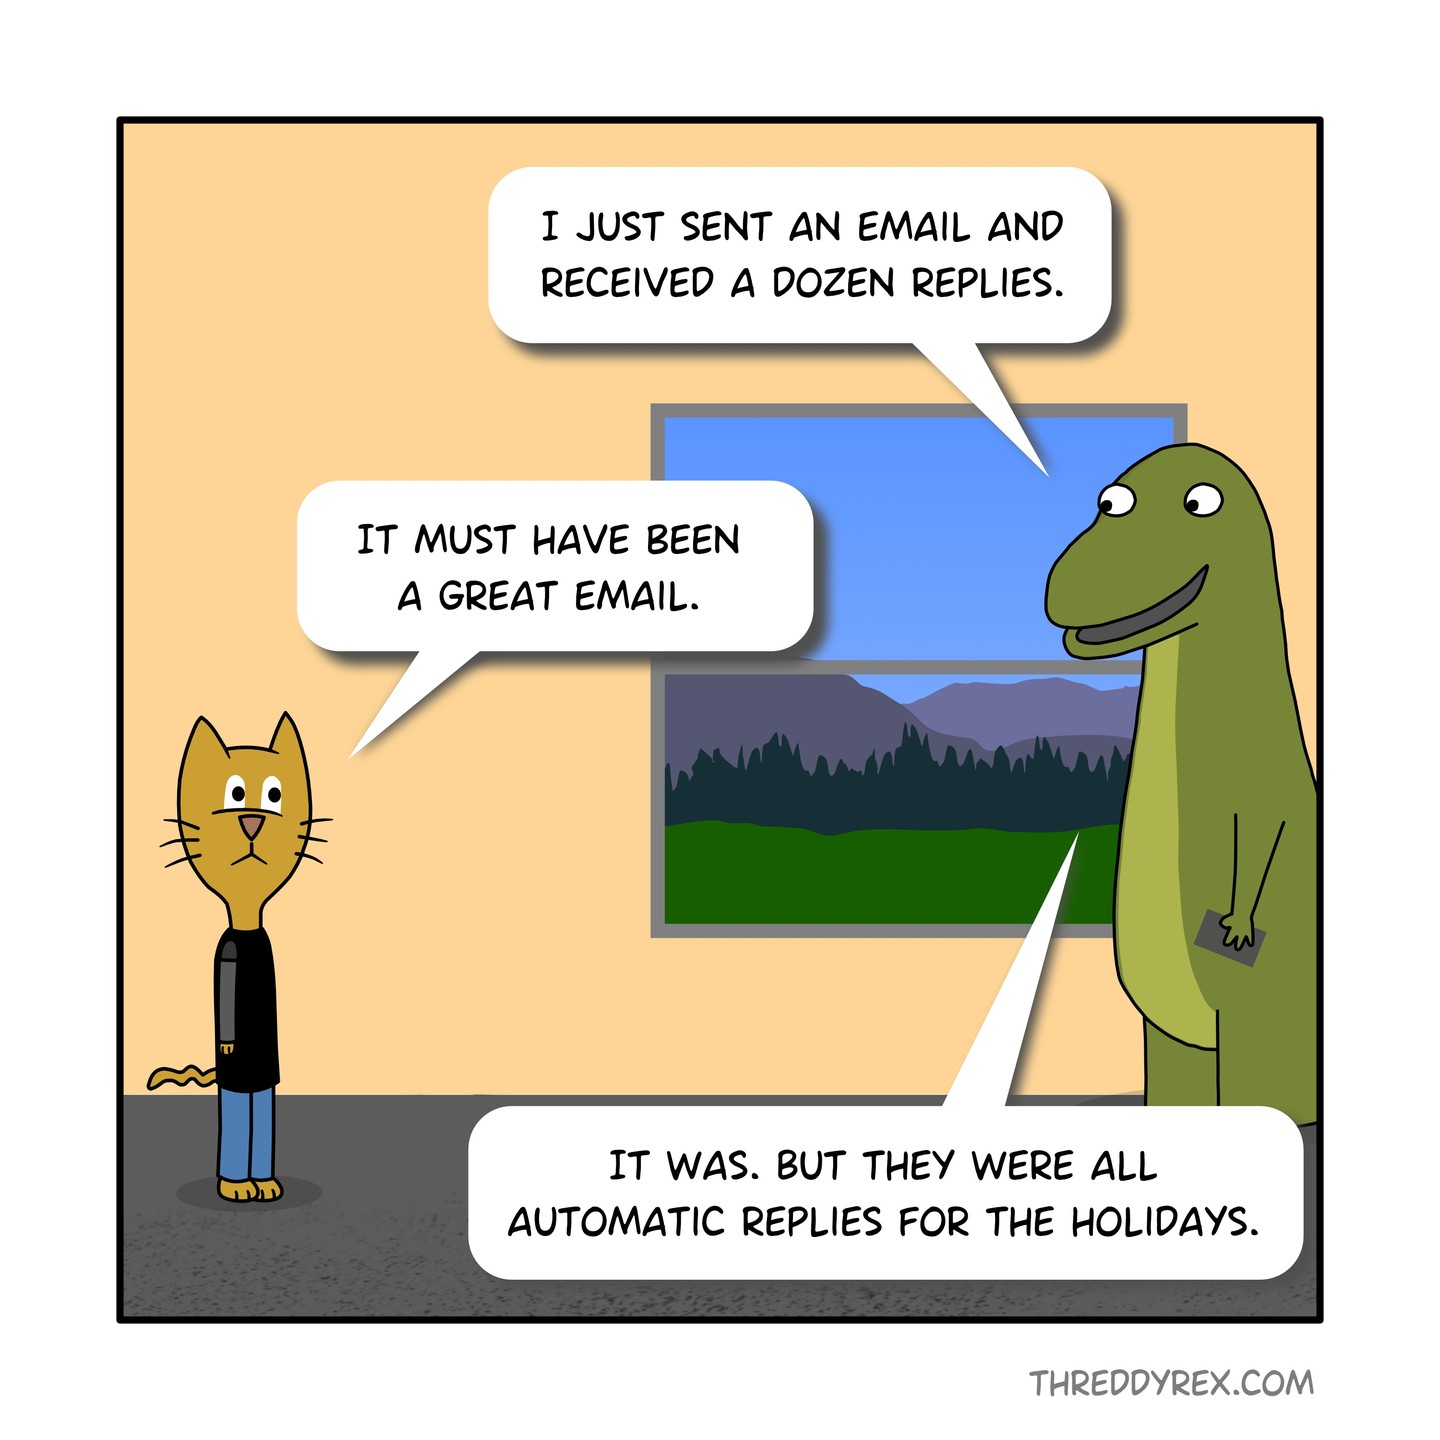 I JUST SENT AN EMAIL AND
RECEIVED A DOZEN REPLIES.
IT MUST HAVE BEEN
A GREAT EMAIL.
IT WAS. BUT THEY WERE ALL
AUTOMATIC REPLIES FOR THE HOLIDAYS.
THREDDYREX.COM